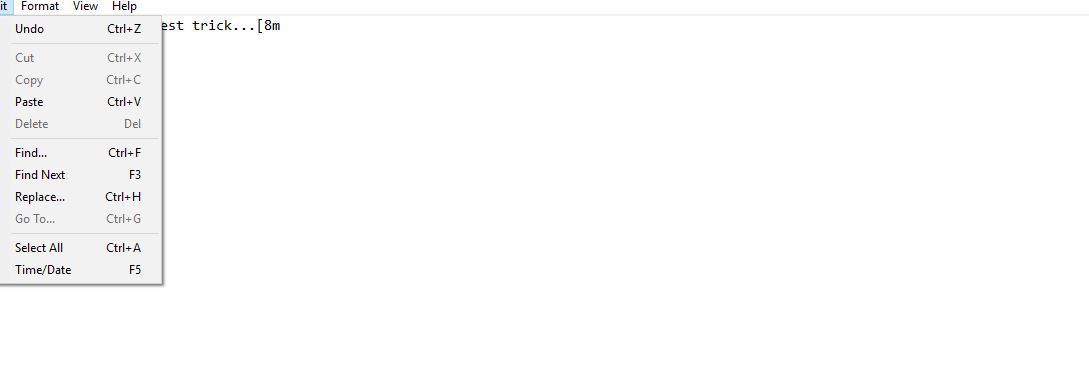 it Format View Help
est trick...[8m
Undo Ctrl+Z
Cut Ctrl+X
Copy Ctrl+C
Paste Ctrl+V
Delete Del
Find... Ctrl+F
Find Next F3
Replace... Ctrl+H
Go To... Ctrl+G
Select All Ctrl+A
Time/Date F5